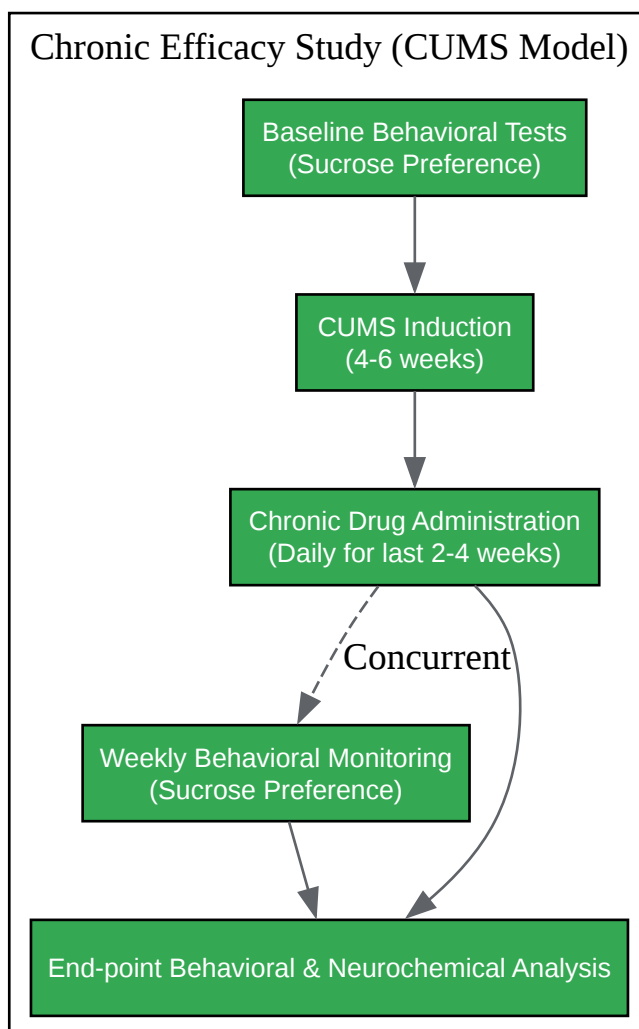 Chronic Efficacy Study (CUMS Model)
Baseline Behavioral Tests
(Sucrose Preference)
CUMS Induction
(4-6 weeks)
Chronic Drug Administration
(Daily for last 2-4 weeks)
Concurrent
Weekly Behavioral Monitoring
(Sucrose Preference)
End-point Behavioral & Neurochemical Analysis